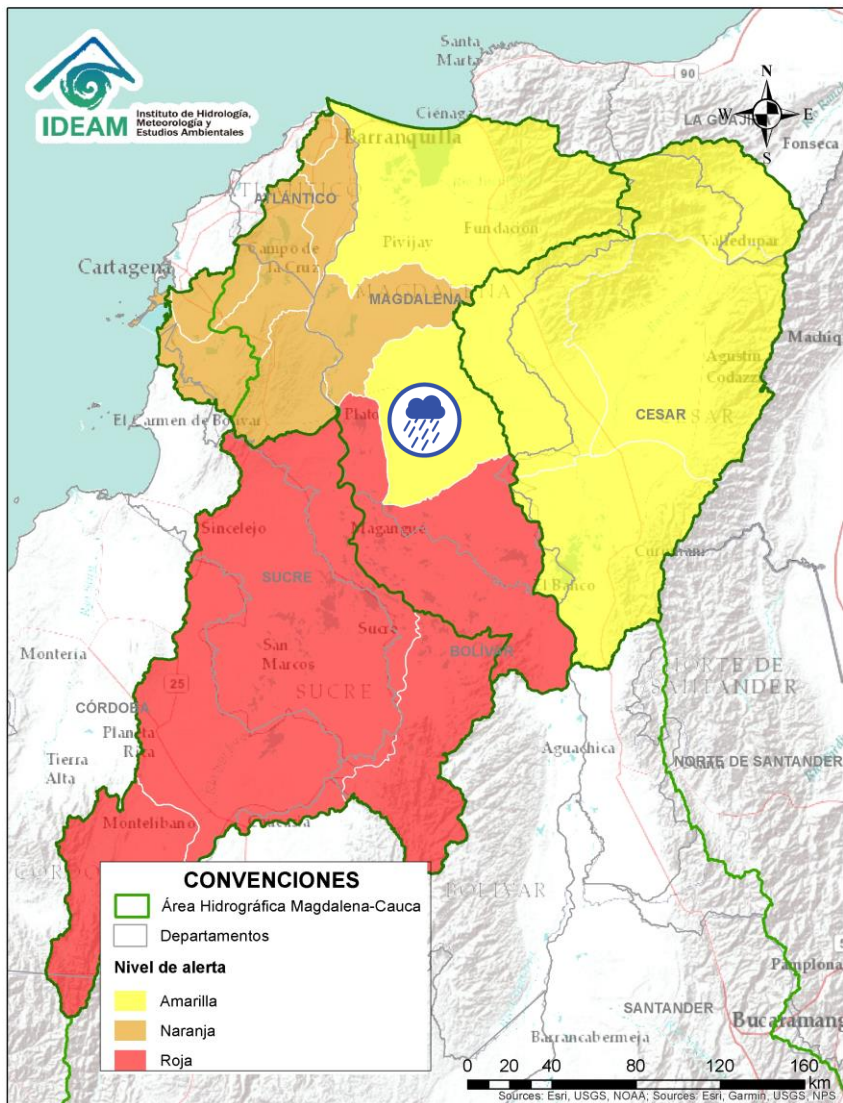 IDEAM
Instituto de Hidrología,
Meteorología y
Estudios Ambientales
Santa
Marta
90
N
W
E
S
LA GUAJI
Fonseca
Ciénaga
Barranquilla
ATLÁNTICO
Valledupar
Pivijay
Fundación
Campo de
la Cruz
Cartagena
MAGDALENA
MAGDALENA
Machiq
Agustín
Codazzi
El Carmen de Bolívar
Plato
CESAR
Sincelejo
Magangué
SUCRE
El Banco
Sucre
San
Marcos
BOLÍVAR
SUCRE
Montería
25
NORTE DE
SANTANDER
CÓRDOBA
Planeta
Rica
Tierra
Alta
Aguachica
NORTE DE SANTANDER
Montelíbano
BOLÍVAR
CONVENCIONES
Área Hidrográfica Magdalena-Cauca
Departamentos
Nivel de alerta
Amarilla
Naranja
Roja
Pamplona
SANTANDER
Bucaramang
Barrancabermeja
0 20 40 80 120 160
km
Sources: Esri, USGS, NOAA; Sources: Esri, Garmin, USGS, NPS